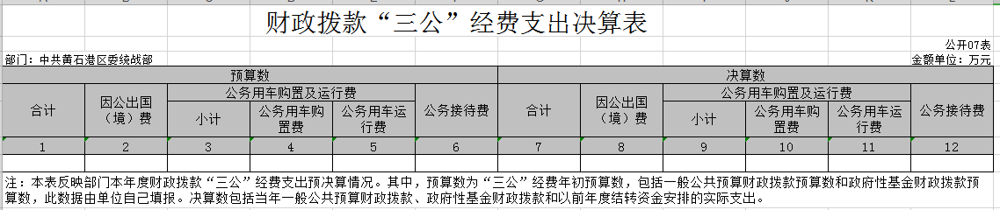 财政拨款“三公”经费支出决算表
公开07表
部门：中共黄石港区委统战部 金额单位：万元
预算数 决算数
合计 因公出国（境）费 公务用车购置及运行费 公务接待费 合计 因公出国（境）费 公务用车购置及运行费 公务接待费
小计 公务用车购置费 公务用车运行费 小计 公务用车购置费 公务用车运行费
1 2 3 4 5 6 7 8 9 10 11 12
注：本表反映部门本年度财政拨款“三公”经费支出预决算情况。其中，预算数为“三公”经费年初预算数，包括一般公共预算财政拨款预算数和政府性基金财政拨款预
算数，此数据由单位自己填报。决算数包括当年一般公共预算财政拨款、政府性基金财政拨款和以前年度结转资金安排的实际支出。